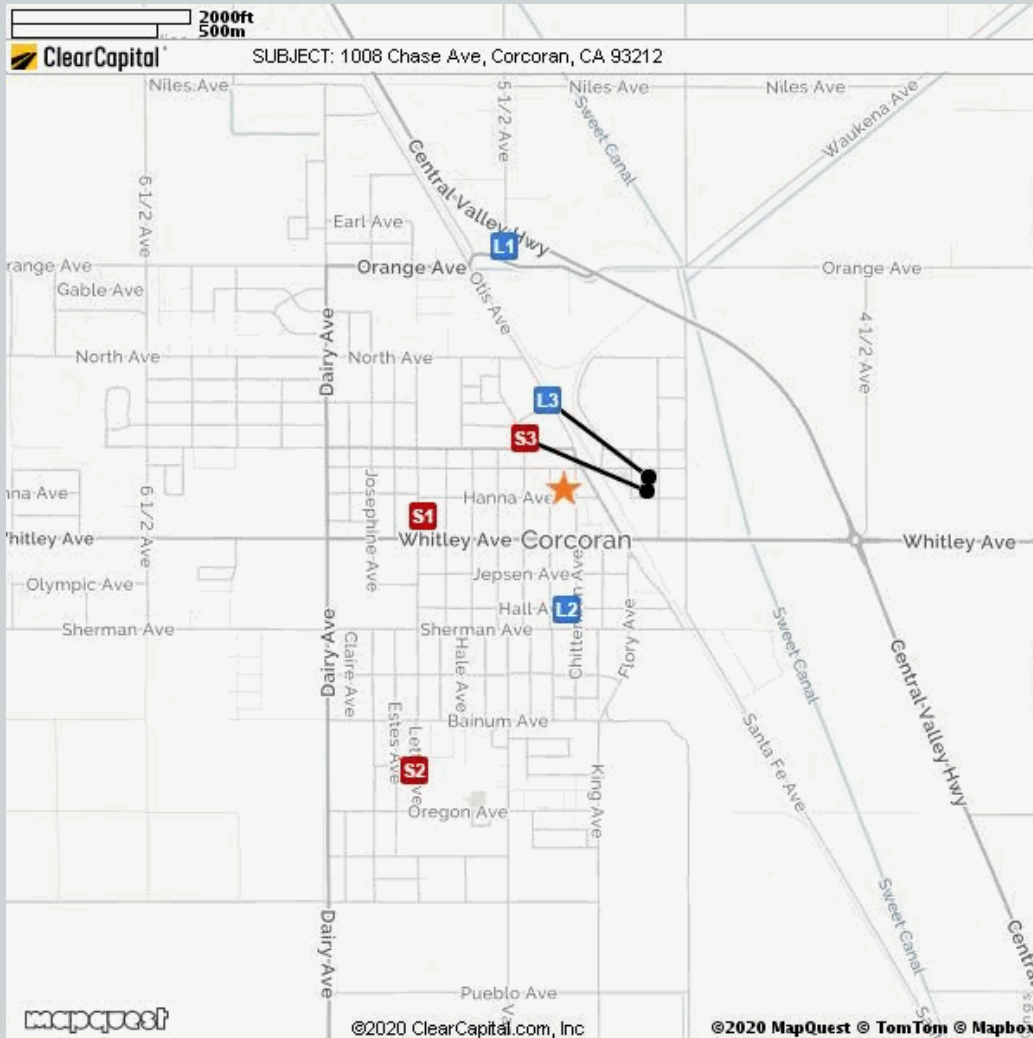 2000ft
500m
ClearCapital
SUBJECT: 1008 Chase Ave, Corcoran, CA 93212
Niles Ave
5 1/2 Ave
Niles Ave
Niles Ave
Sweet Canal
Waukena Ave
Central Valley Hwy
6 1/2 Ave
Earl Ave
L1
range Ave
Orange Ave
Orange Ave
Gable Ave
Otis Ave
Dairy Ave
4 1/2 Ave
North Ave
North Ave
L3
S3
nna Ave
6 1/2 Ave
Josephine Ave
Hanna Ave
S1
hitley Ave
Whitley Ave
Corcoran
Whitley Ave
Olympic Ave
Jepsen Ave
Hall A
L2
Sherman Ave
Sherman Ave
Dairy Ave
Claire Ave
Hale Ave
Sweet Canal
Central Valley Hwy
Bainum Ave
Estes Ave
S2
Santa Fe Ave
King Ave
Oregon Ave
Sweet Canal
Dairy Ave
Centra
Pueblo Ave
mapquest
©2020 ClearCapital.com, Inc
©2020 MapQuest © TomTom © Mapbox